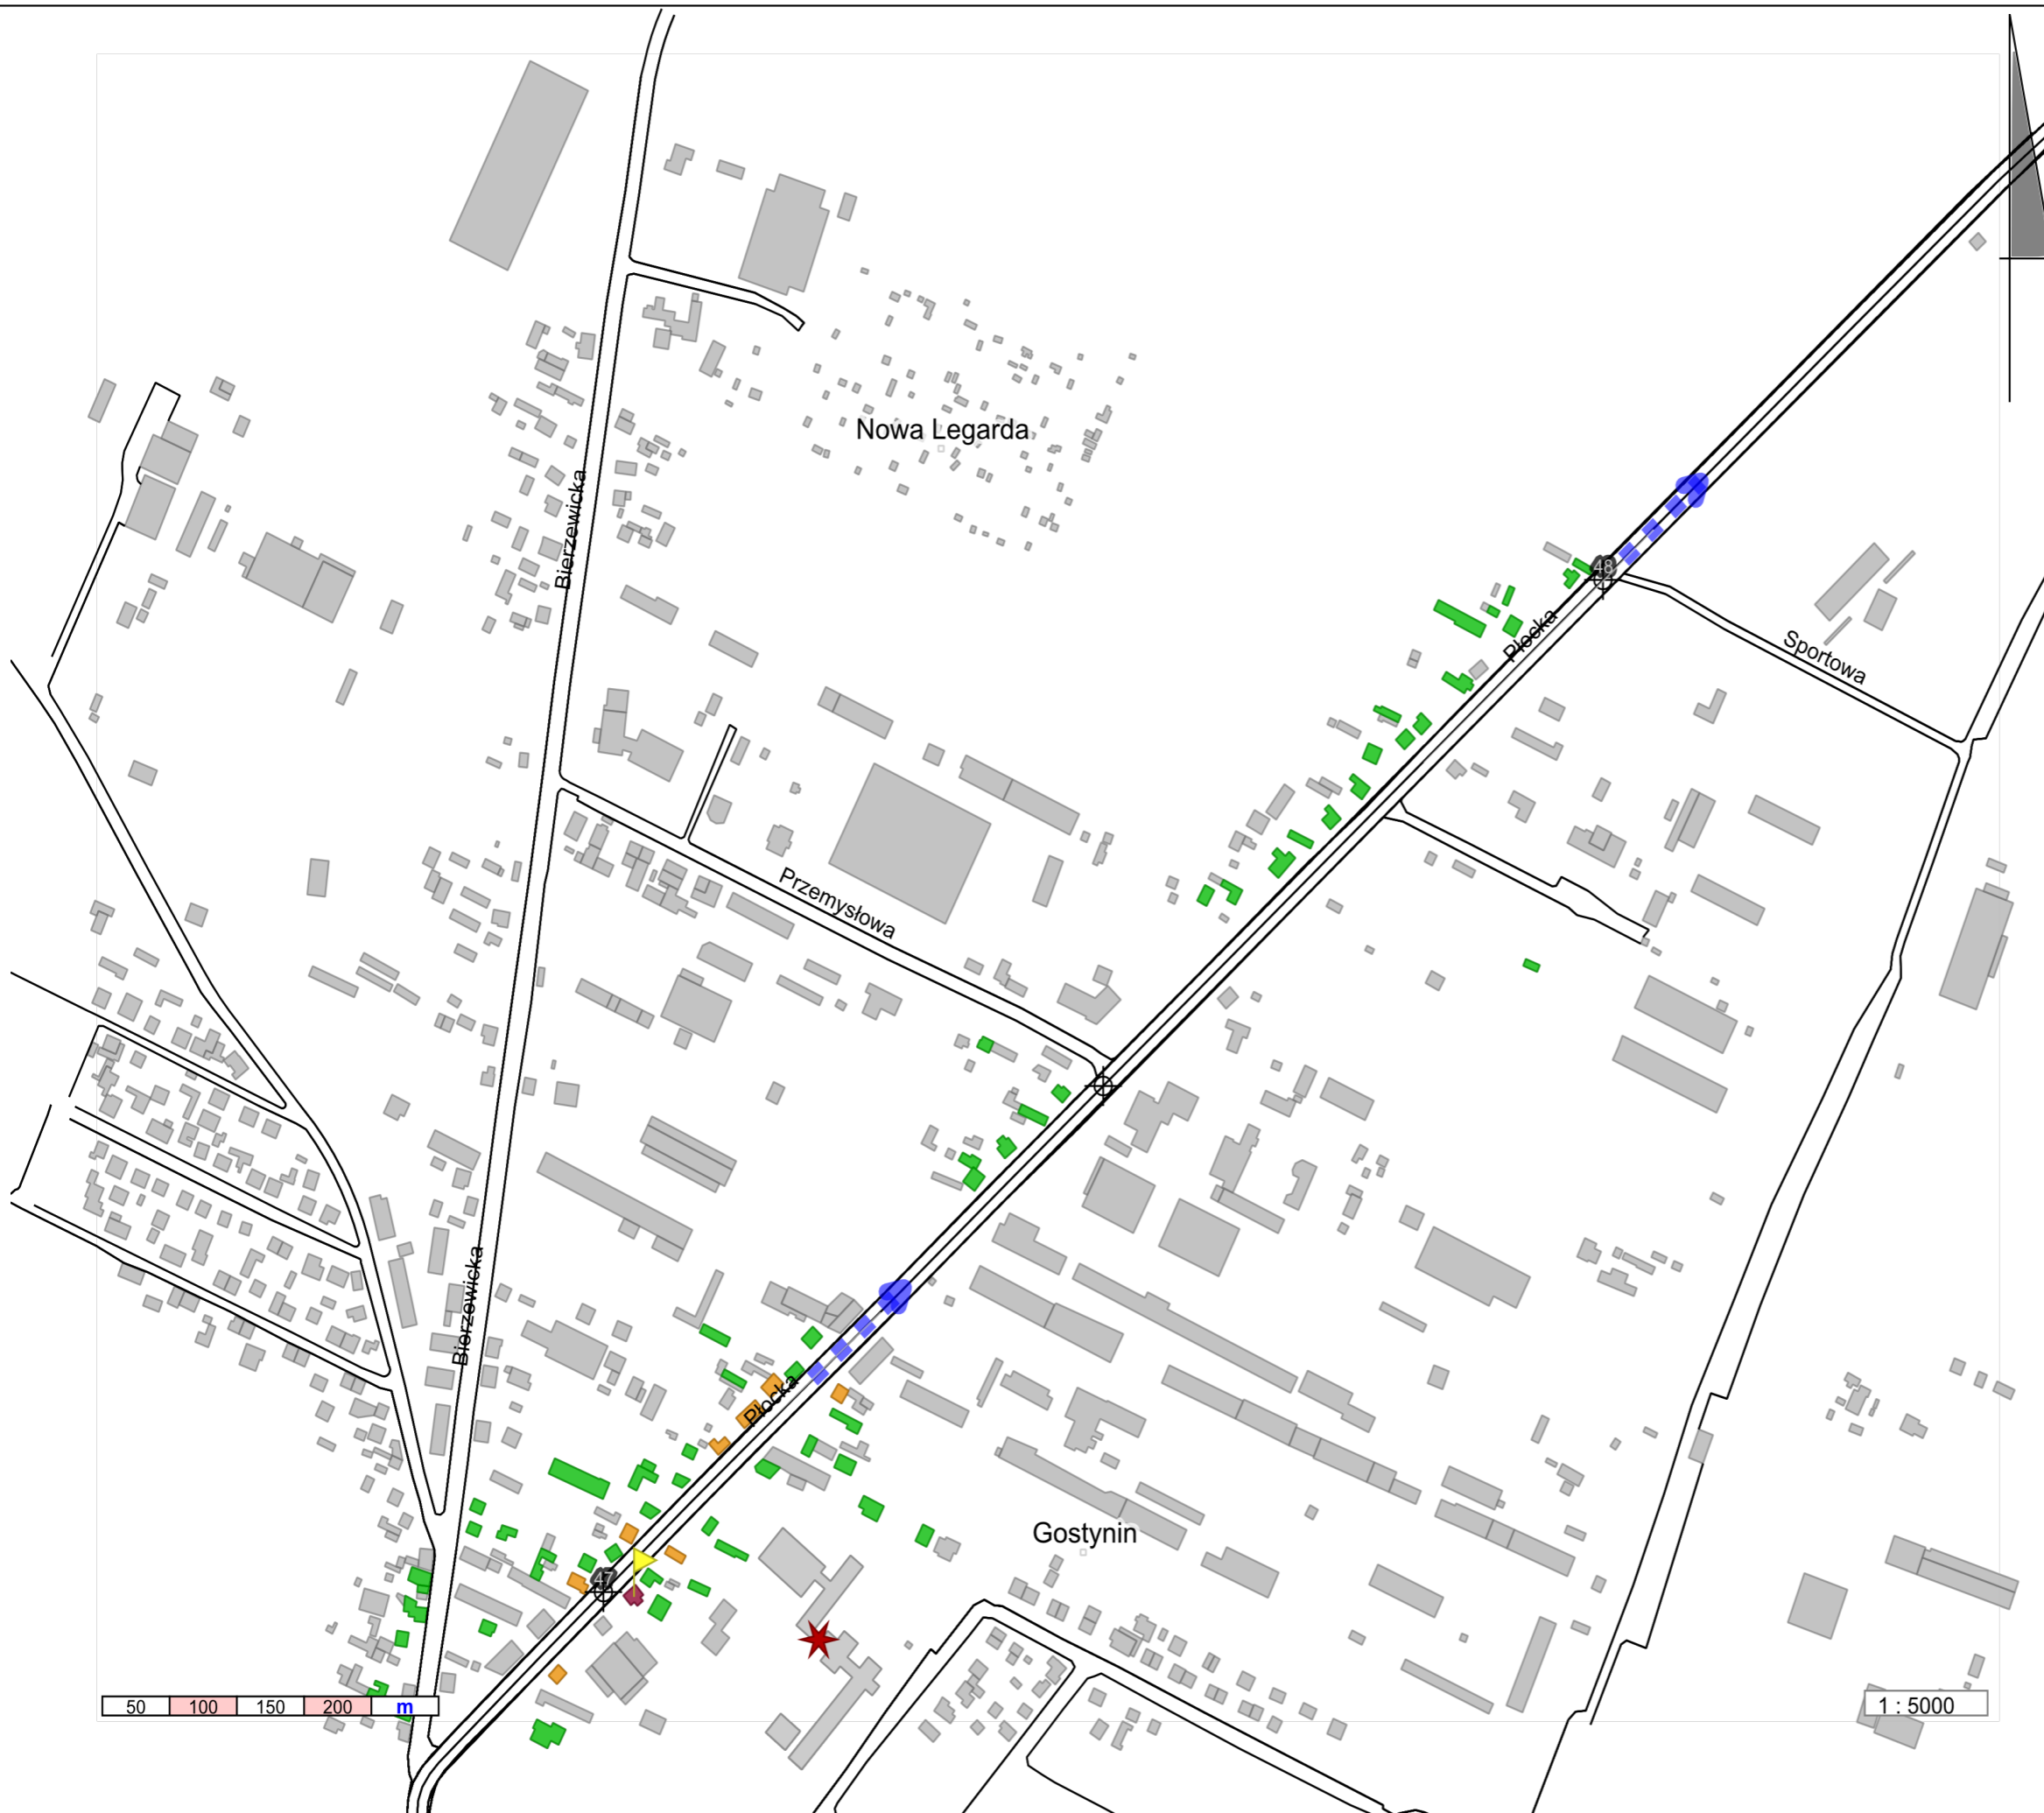 Nowa Legarda
Bierzewicka
48
Płocka
Sportowa
Przemysłowa
Bierzewicka
Płocka
Gostynin
47
50 100 150 200 m
1 : 5000